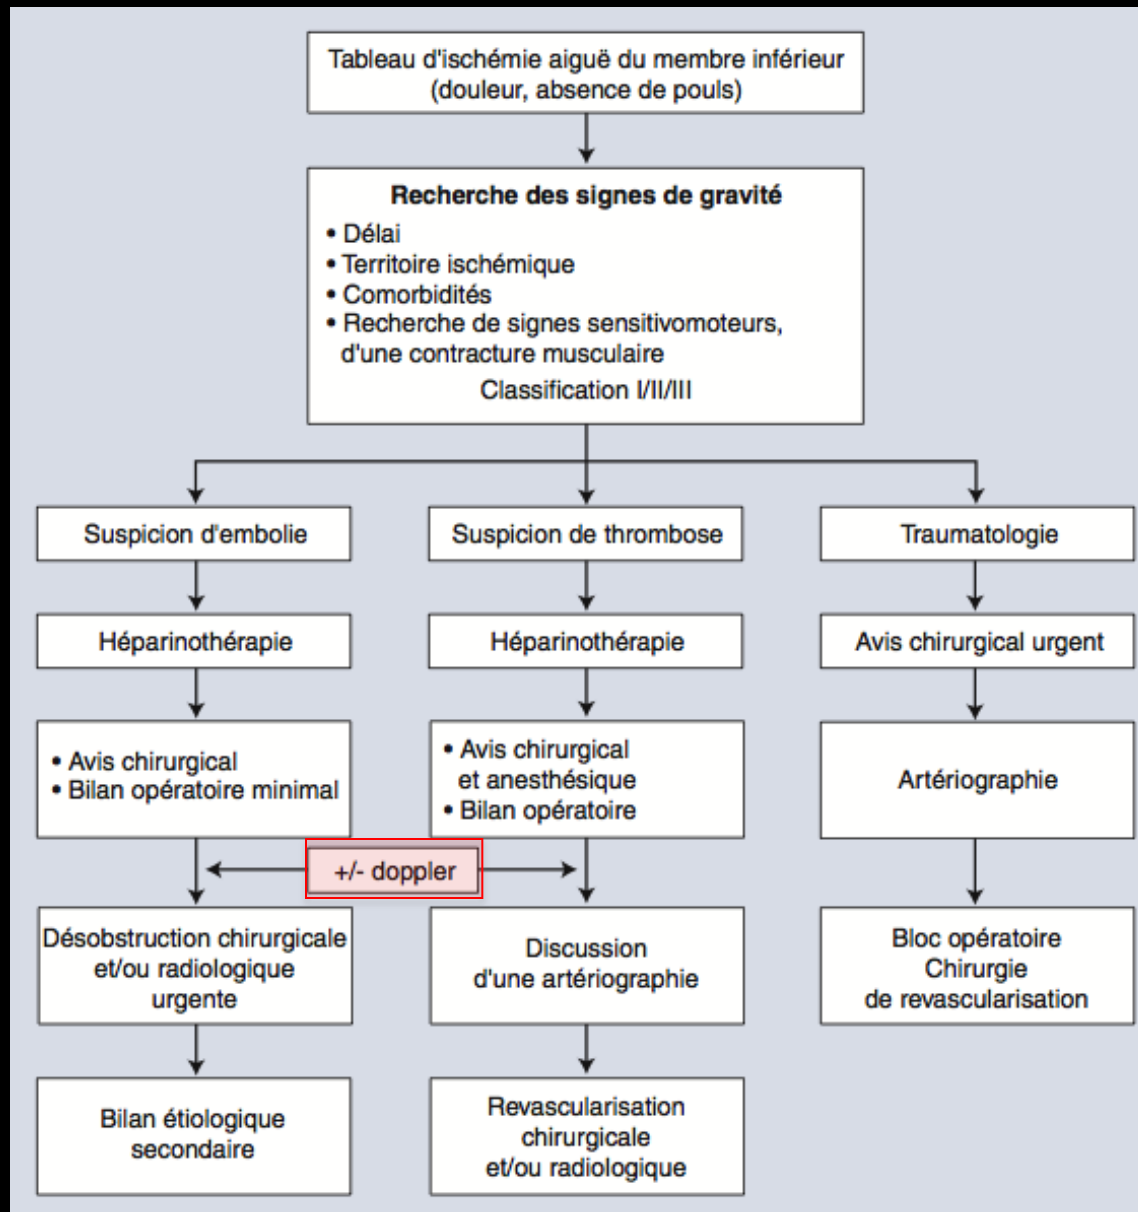 Tableau d'ischémie aiguë du membre inférieur
(douleur, absence de pouls)
Recherche des signes de gravité
• Délai
• Territoire ischémique
• Comorbidités
• Recherche de signes sensitivomoteurs,
d'une contracture musculaire
Classification I/II/III
Suspicion d'embolie
Suspicion de thrombose
Traumatologie
Héparinothérapie
Héparinothérapie
Avis chirurgical urgent
• Avis chirurgical
• Bilan opératoire minimal
• Avis chirurgical
et anesthésique
• Bilan opératoire
Artériographie
+/- doppler
Désobstruction chirurgicale
et/ou radiologique
urgente
Discussion
d'une artériographie
Bloc opératoire
Chirurgie
de revascularisation
Bilan étiologique
secondaire
Revascularisation
chirurgicale
et/ou radiologique